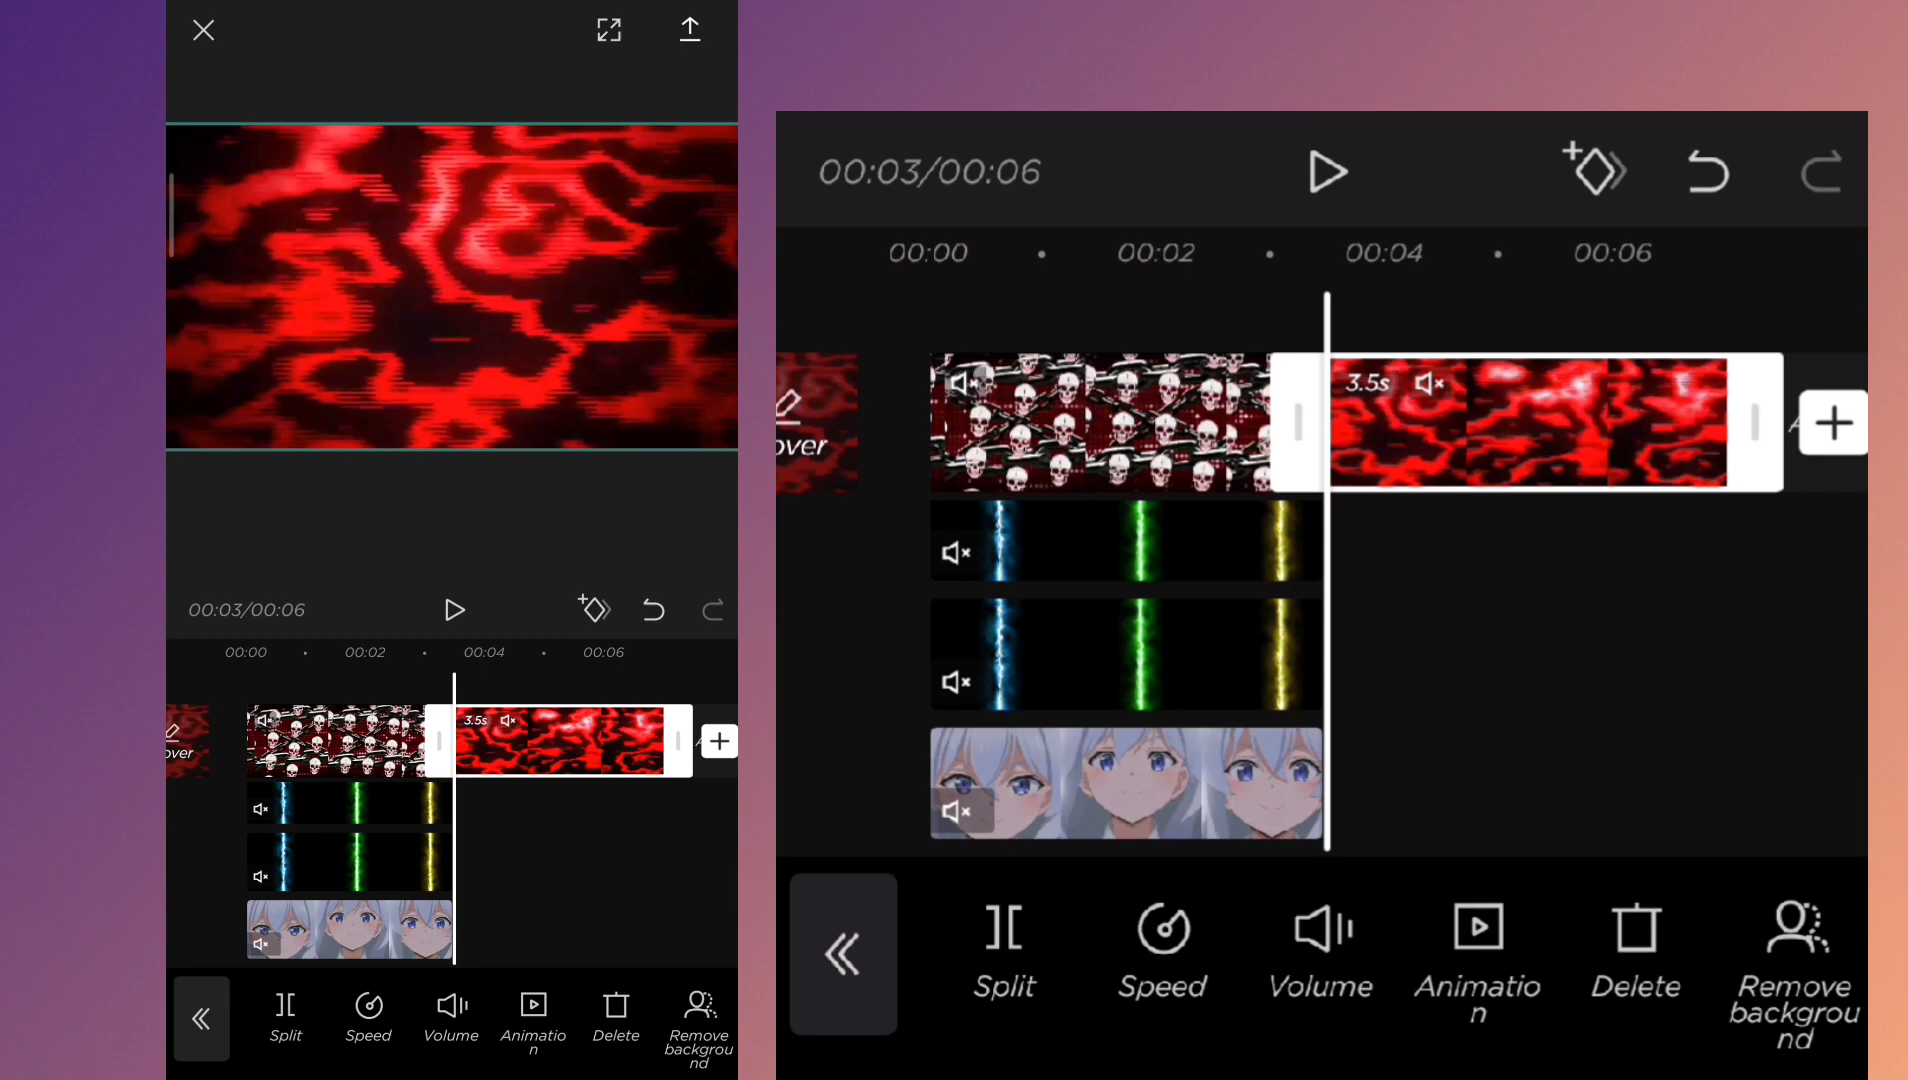 00:03/00:06
00:00 • 00:02 • 00:04 • 00:06
3.5s
over
Split
Speed
Volume
Animatio
n
Delete
Remove
backgrou
nd
00:03/00:06
00:00 • 00:02 • 00:04 • 00:06
3.5s
over
Split
Speed
Volume
Animatio
n
Delete
Remove
backgrou
nd